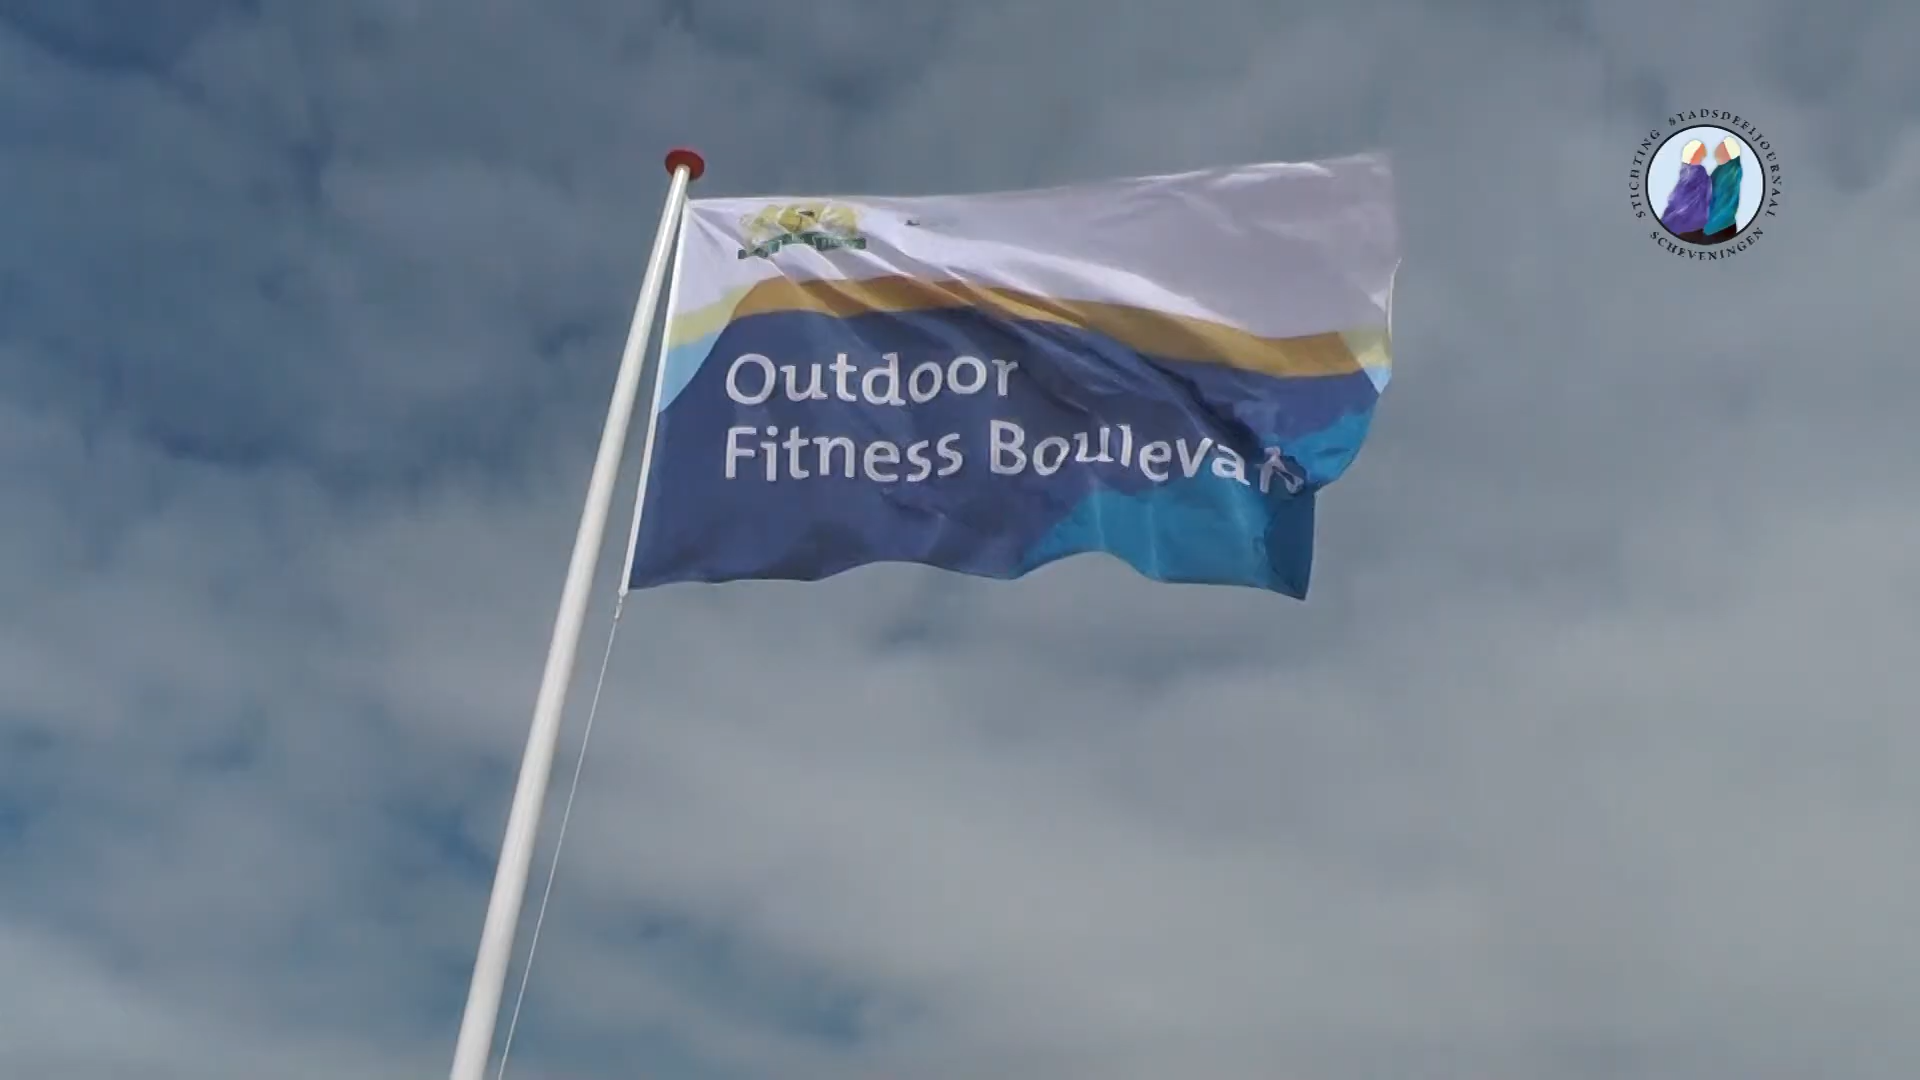 Outdoor
Fitness Boulevard
STICHTING STADSDEELJOURNAAL
SCHEVENINGEN